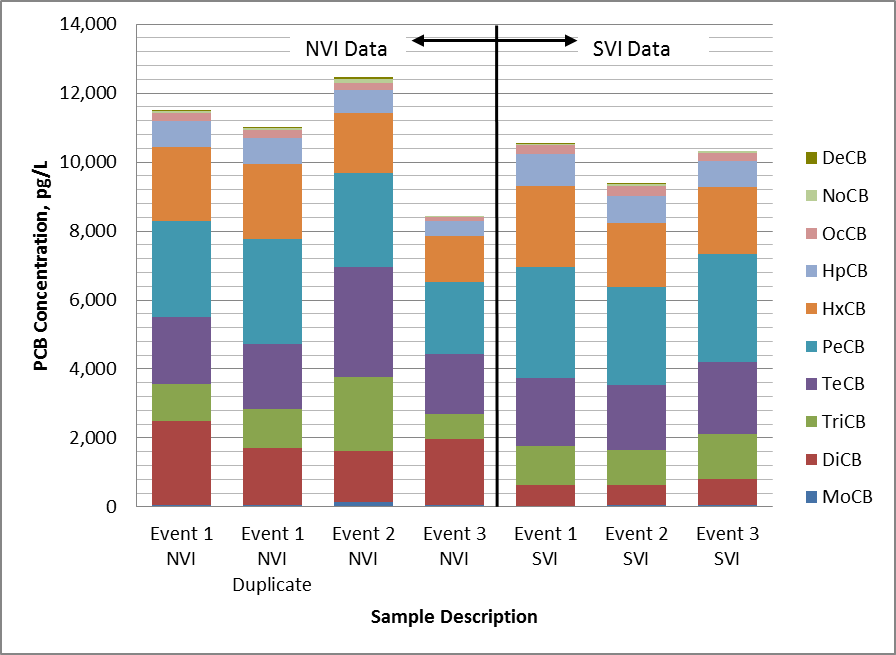 14,000
12,000
10,000
8,000
6,000
4,000
2,000
0
PCB Concentration, pg/L
NVI Data
SVI Data
Event 1
NVI
Event 1
NVI
Duplicate
Event 2
NVI
Event 3
NVI
Event 1
SVI
Event 2
SVI
Event 3
SVI
Sample Description
DeCB
NoCB
OcCB
HpCB
HxCB
PeCB
TeCB
TriCB
DiCB
MoCB